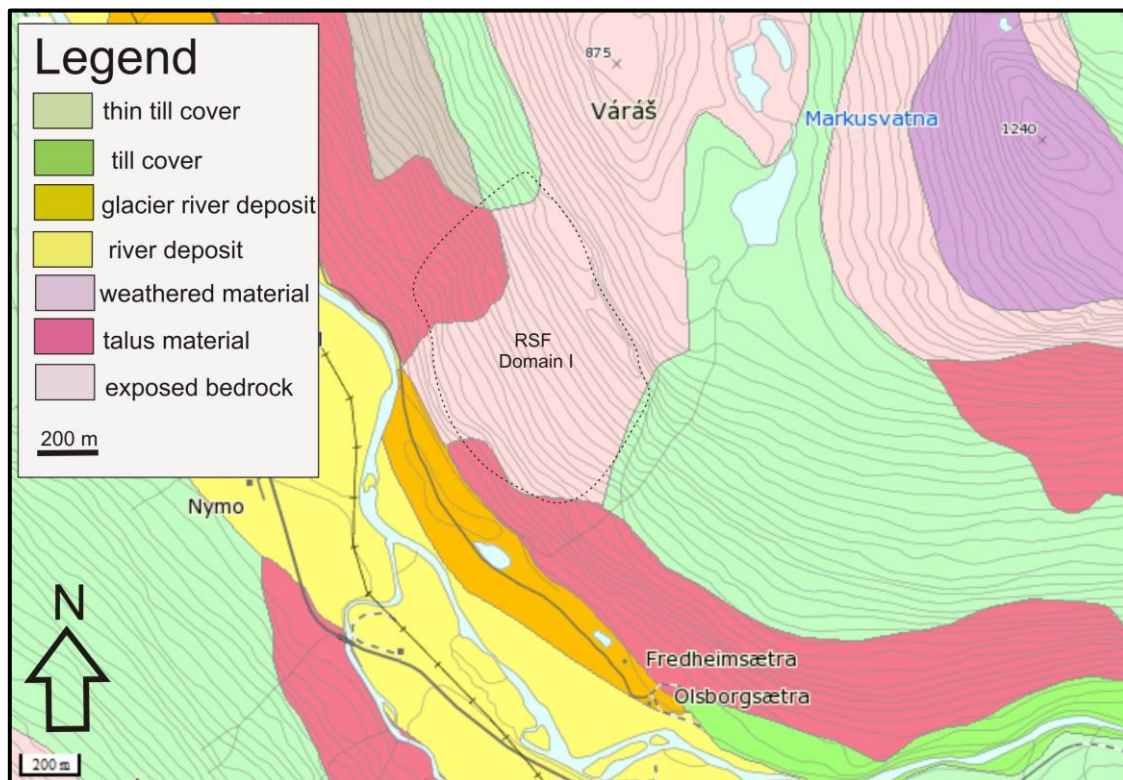 Legend
thin till cover
till cover
glacier river deposit
river deposit
weathered material
talus material
exposed bedrock
200 m
875
Váráš
Markusvatna
1240
RSF
Domain I
Nymo
N
Fredheimsætra
Olsborgsætra
200 m